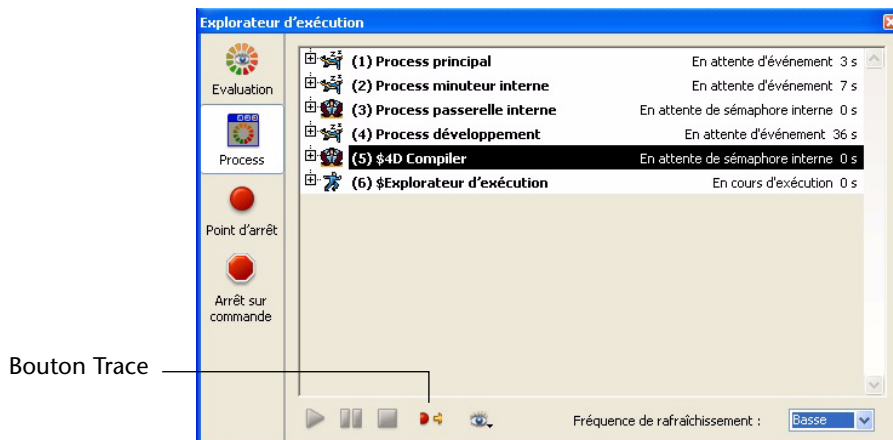 Explorateur d'exécution
Evaluation
Process
Point d'arrêt
Arrêt sur
commande
(1) Process principal En attente d'événement 3 s
(2) Process minuteur interne En attente d'événement 7 s
(3) Process passerelle interne En attente de sémaphore interne 0 s
(4) Process développement En attente d'événement 36 s
(5) $4D Compiler En attente de sémaphore interne 0 s
(6) $Explorateur d'exécution En cours d'exécution 0 s
Bouton Trace
Fréquence de rafraîchissement : Basse